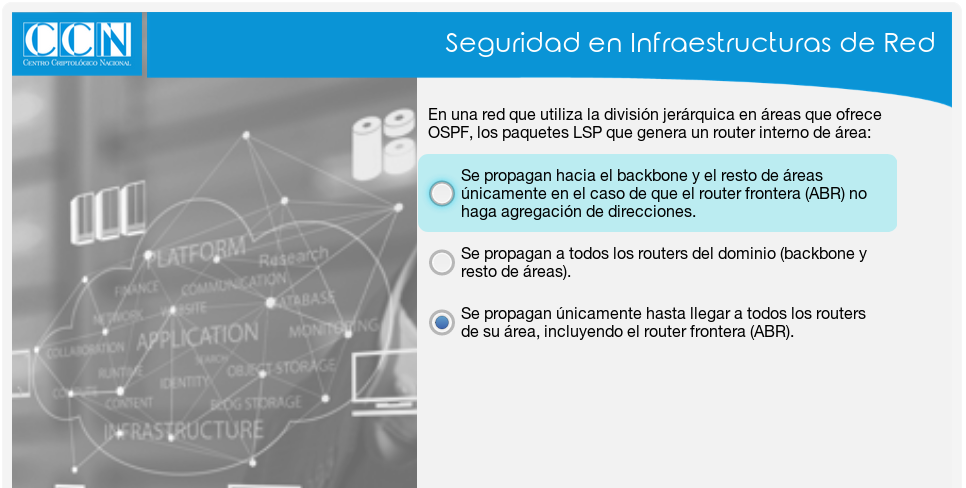 CCN
CENTRO CRIPTOLÓGICO NACIONAL
Seguridad en Infraestructuras de Red
En una red que utiliza la división jerárquica en áreas que ofrece
OSPF, los paquetes LSP que genera un router interno de área:
Se propagan hacia el backbone y el resto de áreas
únicamente en el caso de que el router frontera (ABR) no
haga agregación de direcciones.
Se propagan a todos los routers del dominio (backbone y
resto de áreas).
Se propagan únicamente hasta llegar a todos los routers
de su área, incluyendo el router frontera (ABR).
PLATFORM
Research
FINANCE
COMMUNICATION
DATABASE
NETWORK
WEBSITE
APPLICATION
MONITORING
COLLABORATION
SEARCH
RUNTIME
IDENTITY
OBJECT STORAGE
COMPUTE
CONTENT
BLOG STORAGE
INFRASTRUCTURE